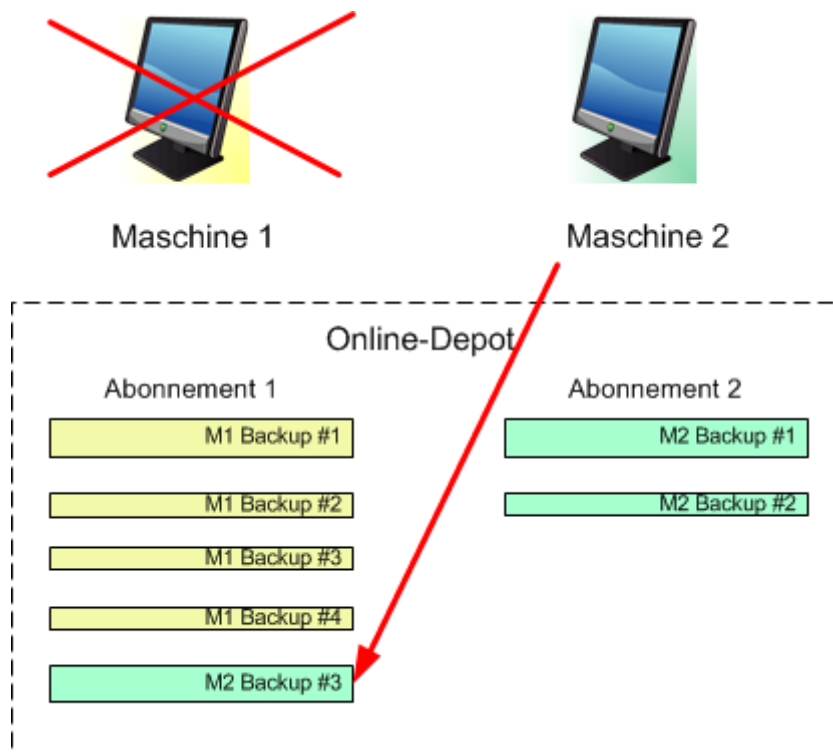 Maschine 1
Maschine 2
Online-Depot
Abonnement 1
Abonnement 2
M1 Backup #1
M2 Backup #1
M1 Backup #2
M2 Backup #2
M1 Backup #3
M1 Backup #4
M2 Backup #3